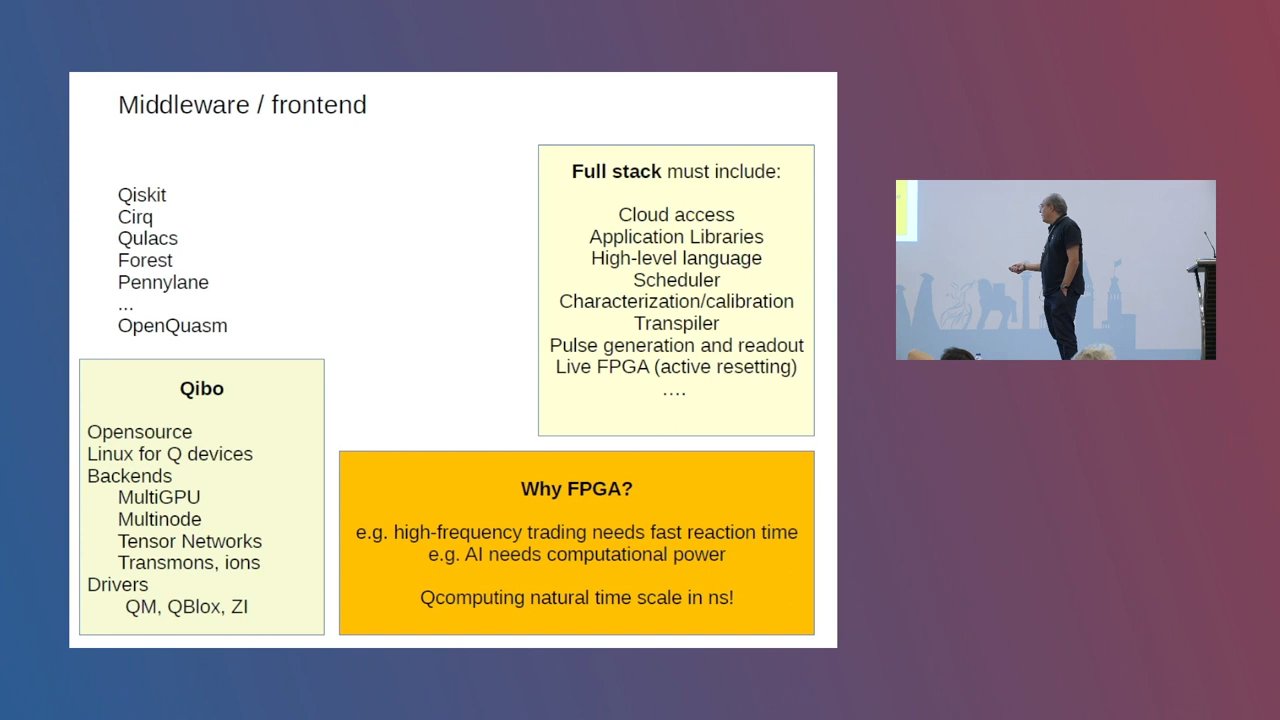 Middleware / frontend
Qiskit
Cirq
Qulacs
Forest
Pennylane
...
OpenQuasm
Full stack must include:
Cloud access
Application Libraries
High-level language
Scheduler
Characterization/calibration
Transpiler
Pulse generation and readout
Live FPGA (active resetting)
....
Qibo
Opensource
Linux for Q devices
Backends
MultiGPU
Multinode
Tensor Networks
Transmons, ions
Drivers
QM, QBlox, ZI
Why FPGA?
e.g. high-frequency trading needs fast reaction time
e.g. AI needs computational power
Qcomputing natural time scale in ns!